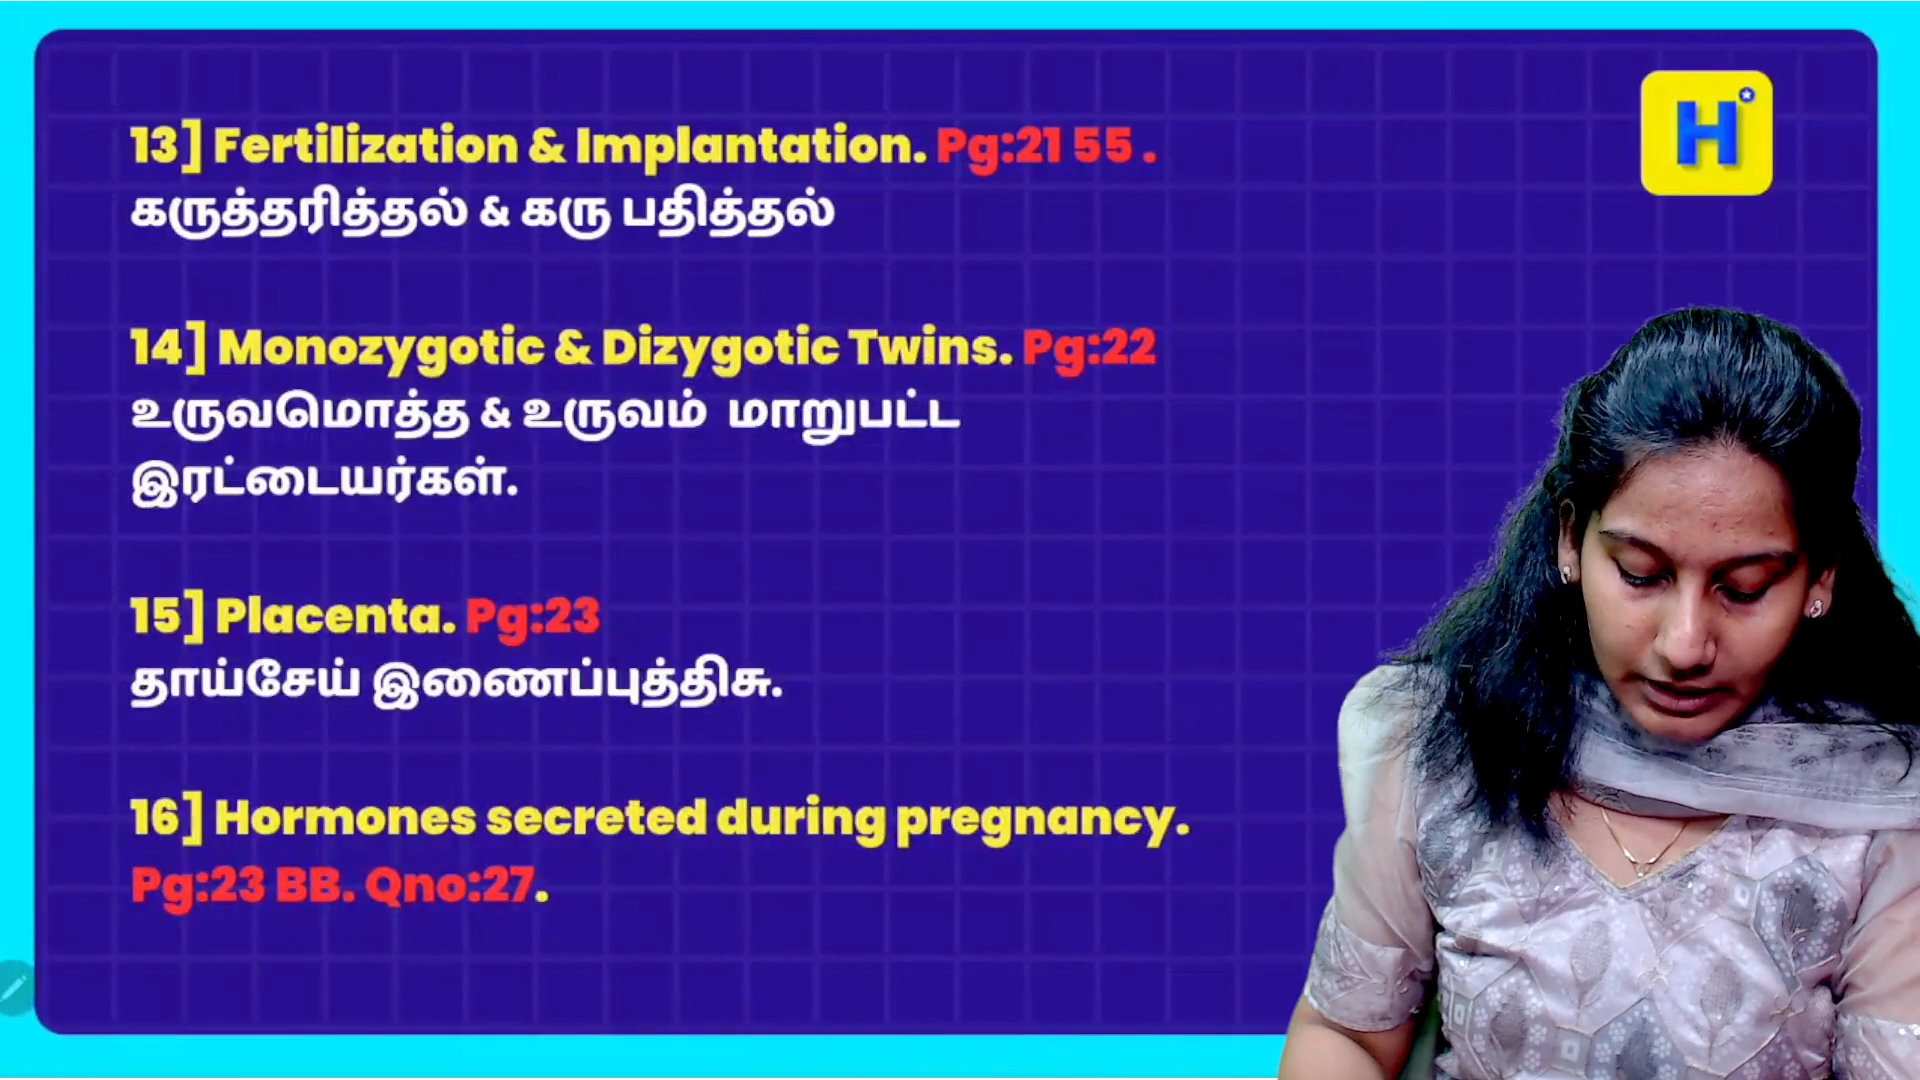 13] Fertilization & Implantation. Pg:21 55 .
கருத்தரித்தல் & கரு பதித்தல்
14] Monozygotic & Dizygotic Twins. Pg:22
உருவமொத்த & உருவம் மாறுபட்ட
இரட்டையர்கள்.
15] Placenta. Pg:23
தாய்சேய் இணைப்புத்திசு.
16] Hormones secreted during pregnancy.
Pg:23 BB. Qno:27.
H